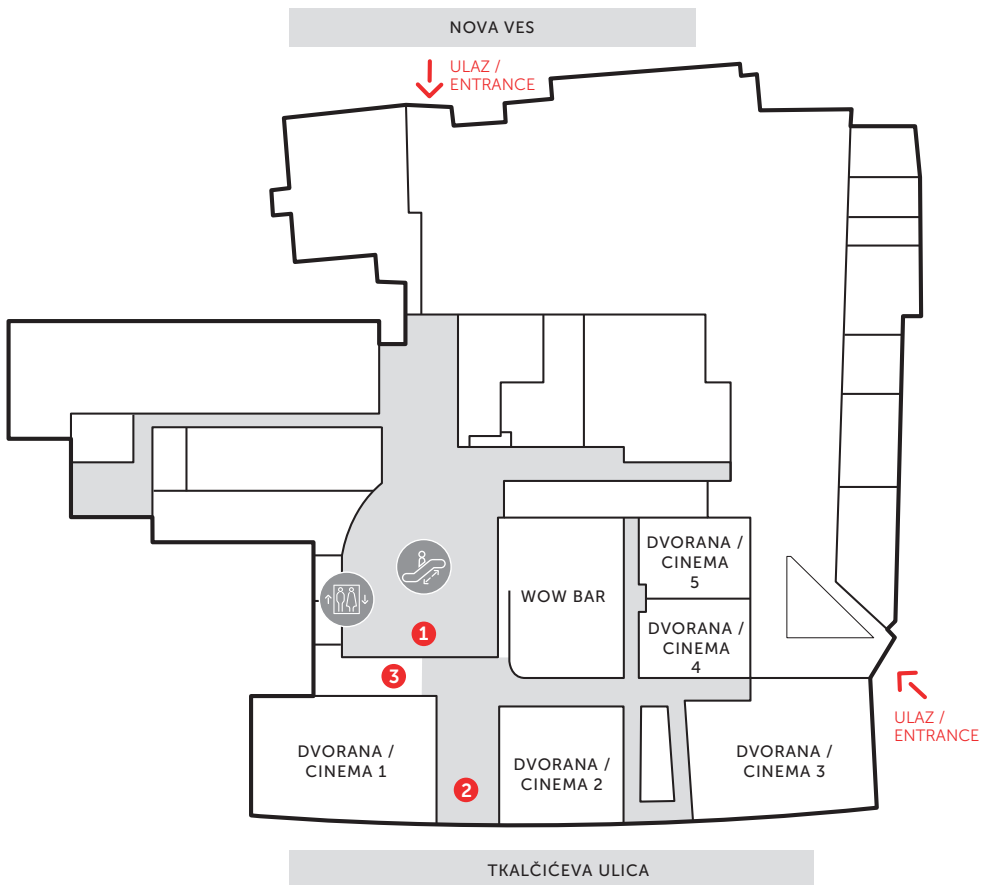 NOVA VES
ULAZ /
ENTRANCE
DVORANA /
CINEMA
5
WOW BAR
DVORANA /
CINEMA
4
1
3
ULAZ /
ENTRANCE
DVORANA /
CINEMA 1
DVORANA /
CINEMA 2
DVORANA /
CINEMA 3
2
TKALČIĆEVA ULICA